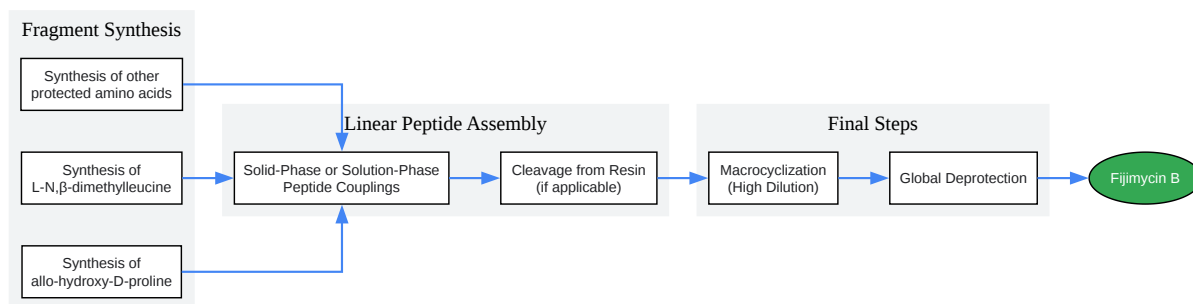 Fragment Synthesis
Synthesis of other
protected amino acids
Synthesis of
L-N,β-dimethylleucine
Synthesis of
allo-hydroxy-D-proline
Linear Peptide Assembly
Solid-Phase or Solution-Phase
Peptide Couplings
Cleavage from Resin
(if applicable)
Final Steps
Macrocyclization
(High Dilution)
Global Deprotection
Fijimycin B